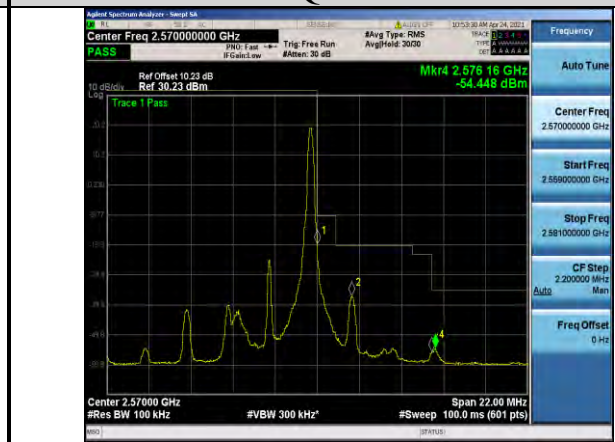 Agilent Spectrum Analyzer - Swept SA
10:53:30 AM Apr 24, 2021
Center Freq 2.570000000 GHz
PASS
PNO: Fast
IFGain:Low
Trig: Free Run
#Atten: 30 dB
#Avg Type: RMS
Avg|Hold: 30/30
TRACE
TYPE
DET
Ref Offset 10.23 dB
Ref 30.23 dBm
10 dB/div
Log
Mkr4 2.576 16 GHz
-54.448 dBm
Trace 1 Pass
1
2
4
Center 2.57000 GHz
#Res BW 100 kHz
#VBW 300 kHz*
Span 22.00 MHz
#Sweep 100.0 ms (601 pts)
MSG
STATUS
Frequency
Auto Tune
Center Freq
2.570000000 GHz
Start Freq
2.559000000 GHz
Stop Freq
2.581000000 GHz
CF Step
2.200000 MHz
Auto Man
Freq Offset
0 Hz